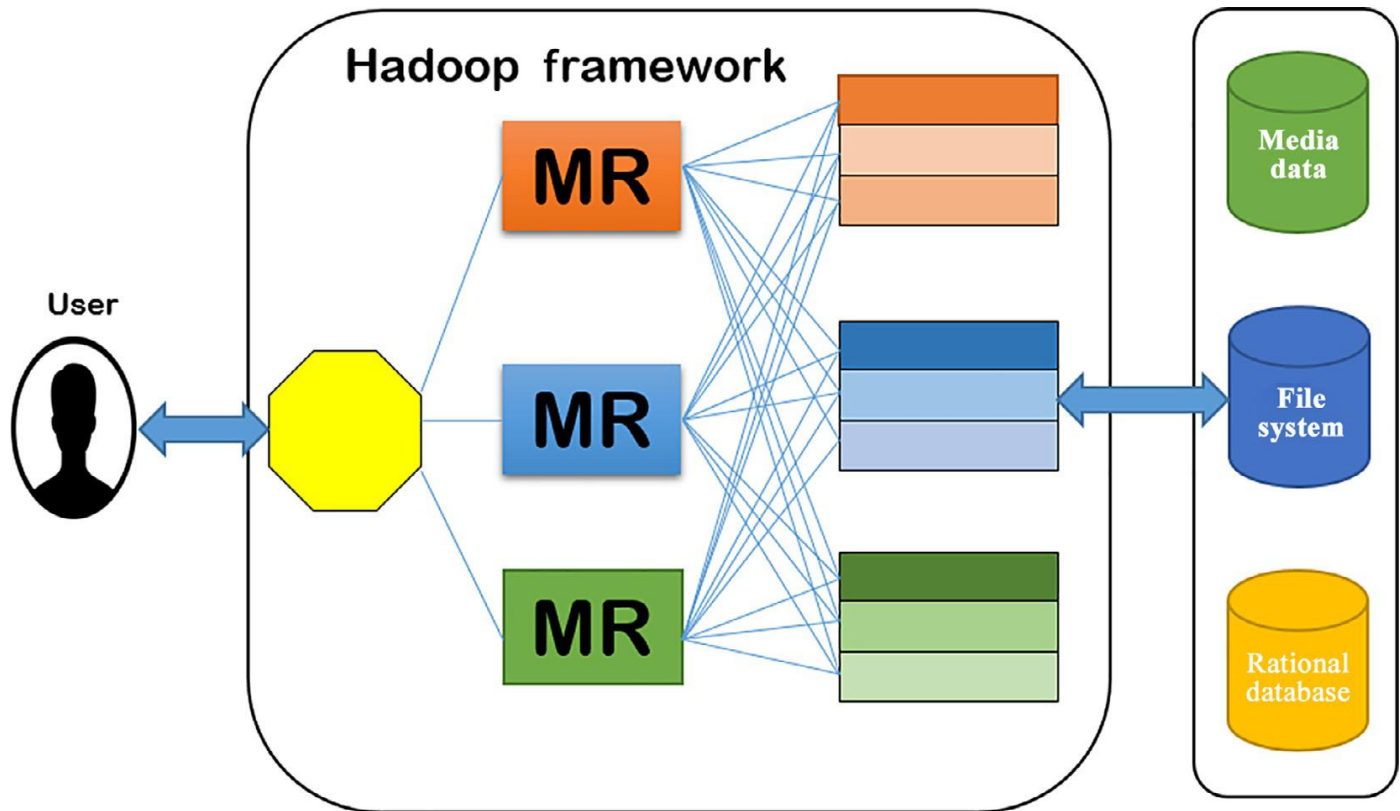 Hadoop framework
User
MR
MR
MR
Media
data
File
system
Rational
database